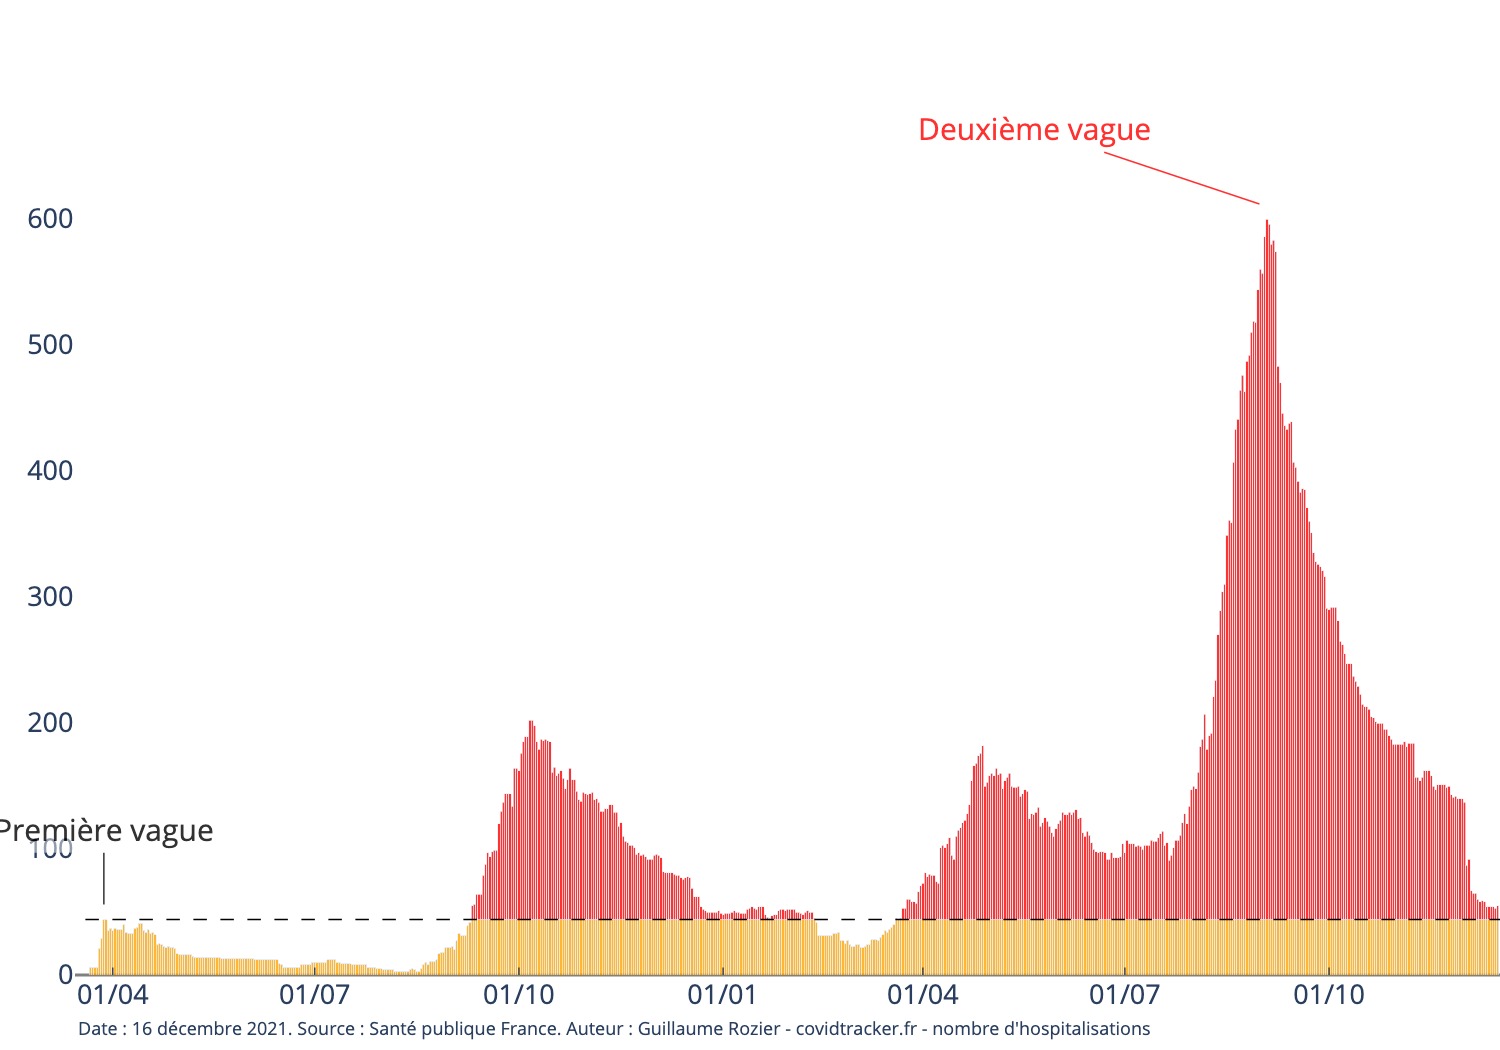 Deuxième vague
600
500
400
300
200
Première vague
100
0
01/04 01/07 01/10 01/01 01/04 01/07 01/10
Date : 16 décembre 2021. Source : Santé publique France. Auteur : Guillaume Rozier - covidtracker.fr - nombre d'hospitalisations